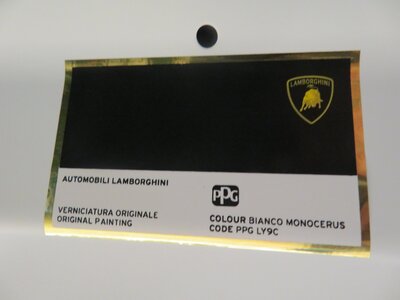 LAMBORGHINI
AUTOMOBILI LAMBORGHINI
PPG
VERNICIATURA ORIGINALE
ORIGINAL PAINTING
COLOUR BIANCO MONOCERUS
CODE PPG LY9C